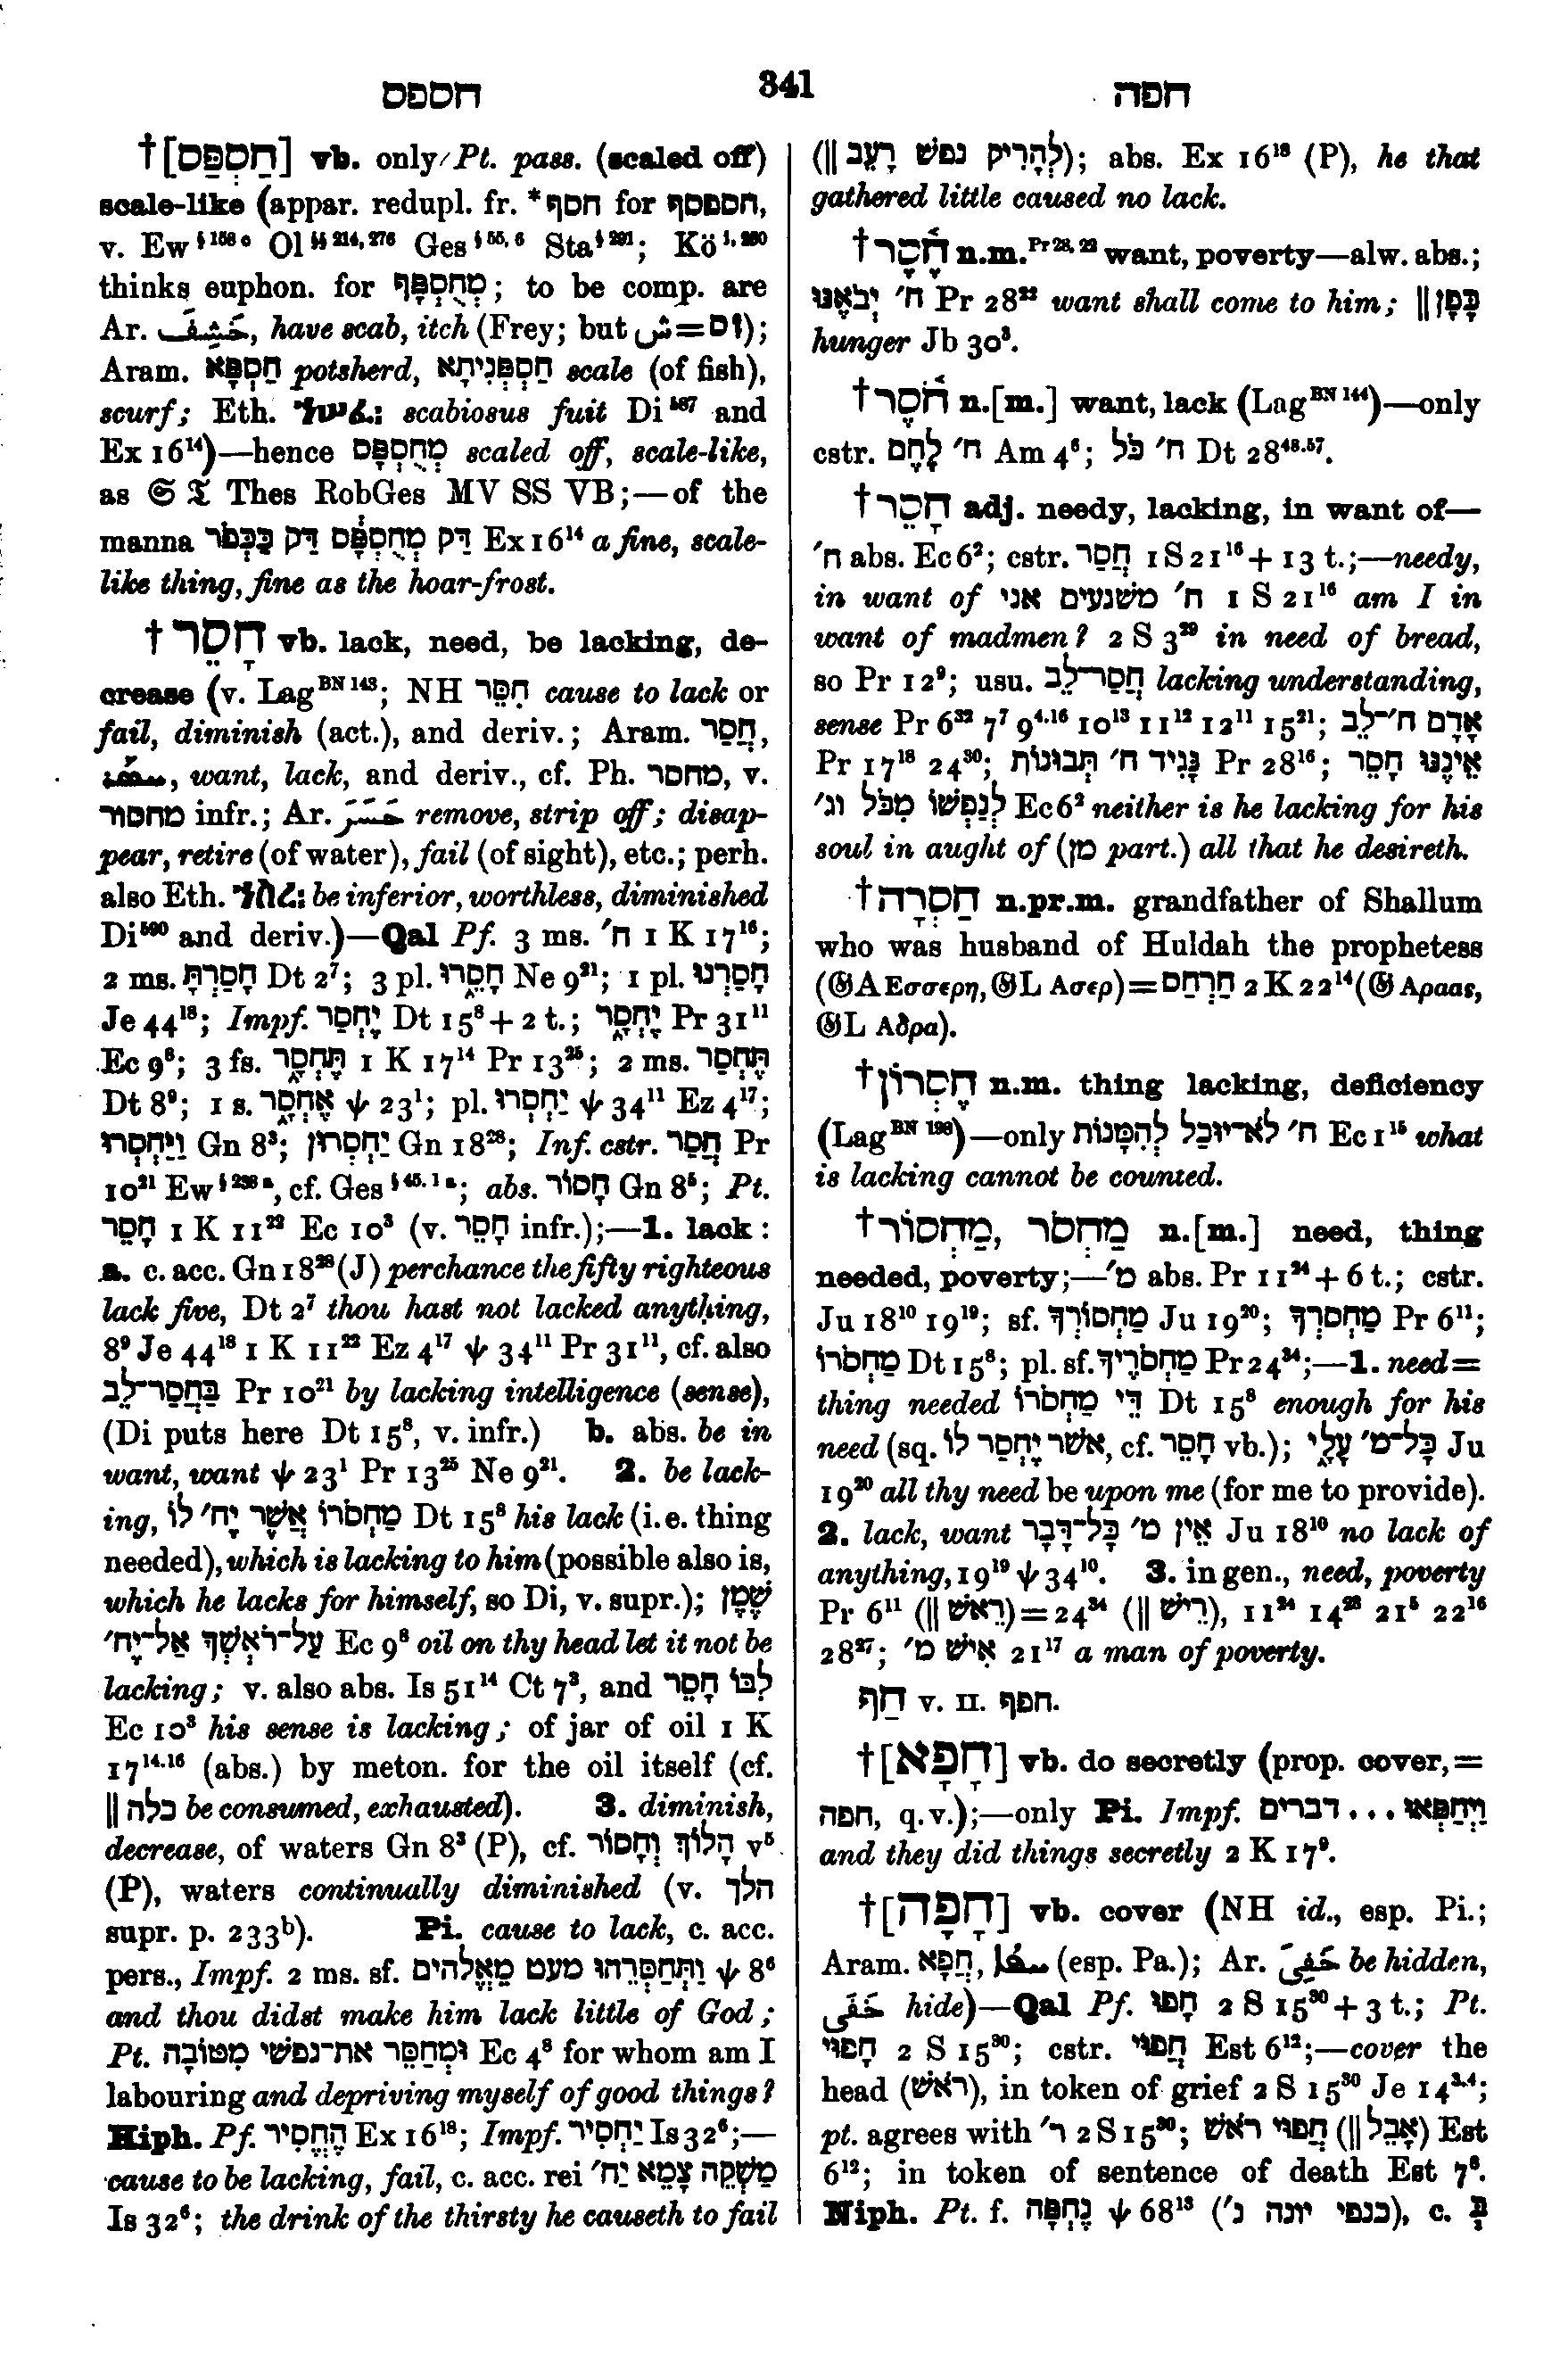 חספס
341
חפה
†[חַסְפַּס] vb. only Pt. pass. (scaled off)
scale-like (appar. redupl. fr. *חסף for חספסף,
v. Ew § 158 c Ol §§ 214, 276 Ges § 55, 6 Sta § 291; Kö i. 250
thinks euphon. for מְחֻסְפָּף; to be comp. are
Ar. خَشِفَ, have scab, itch (Frey; but ش=ס?);
Aram. חַסְפָּא potsherd, חַסְפְּנִיתָא scale (of fish),
scurf; Eth. scabiosus fuit Di 587 and
Ex 16¹⁴)—hence מְחֻסְפָּס scaled off, scale-like,
as 𝔖 𝔗 Thes RobGes MV SS VB;—of the
manna דַּק מְחֻסְפָּס דַּק כַּכְּפֹר Ex 16¹⁴ a fine, scale-
like thing, fine as the hoar-frost.
†חָסֵר vb. lack, need, be lacking, de-
crease (v. Lag BN 143; NH חִסֵּר cause to lack or
fail, diminish (act.), and deriv.; Aram. חֲסַר,
want, lack, and deriv., cf. Ph. מחסר, v.
מחסור infr.; Ar. خَسَرَ remove, strip off; disap-
pear, retire (of water), fail (of sight), etc.; perh.
also Eth. be inferior, worthless, diminished
Di 590 and deriv.)—Qal Pf. 3 ms. ח׳ 1 K 17¹⁶;
2 ms. חָסַרְתָּ Dt 2⁷; 3 pl. חָסֵרוּ Ne 9²¹; 1 pl. חָסַרְנוּ
Je 44¹⁸; Impf. יֶחְסַר Dt 15⁸ + 2 t.; יֶחְסָר Pr 31¹¹
Ec 9⁸; 3 fs. תֶּחְסָר 1 K 17¹⁴ Pr 13²⁵; 2 ms. תֶּחְסַר
Dt 8⁹; 1 s. אֶחְסָר ψ 23¹; pl. יַחְסְרוּ ψ 34¹¹ Ez 4¹⁷;
וַיַּחְסְרוּ Gn 8³; יַחְסְרוּן Gn 18²⁸; Inf. cstr. חֲסַר Pr
10²¹ Ew § 238 a, cf. Ges § 45. 1 a; abs. חָסוֹר Gn 8⁵; Pt.
חָסֵר 1 K 11²² Ec 10³ (v. חָסֵר infr.);—1. lack:
a. c. acc. Gn 18²⁸ (J) perchance the fifty righteous
lack five, Dt 2⁷ thou hast not lacked anything,
8⁹ Je 44¹⁸ 1 K 11²² Ez 4¹⁷ ψ 34¹¹ Pr 31¹¹, cf. also
בַּחֲסַר־לֵב Pr 10²¹ by lacking intelligence (sense),
(Di puts here Dt 15⁸, v. infr.) b. abs. be in
want, want ψ 23¹ Pr 13²⁵ Ne 9²¹. 2. be lack-
ing, מַחְסֹרוֹ אֲשֶׁר יֶח׳ לוֹ Dt 15⁸ his lack (i.e. thing
needed), which is lacking to him (possible also is,
which he lacks for himself, so Di, v. supr.); שֶׁמֶן
עַל־רֹאשְׁךָ אַל־יֶח׳ Ec 9⁸ oil on thy head let it not be
lacking; v. also abs. Is 51¹⁴ Ct 7³, and לִבּוֹ חָסֵר
Ec 10³ his sense is lacking; of jar of oil 1 K
17¹⁴·¹⁶ (abs.) by meton. for the oil itself (cf.
‖ כלה be consumed, exhausted). 3. diminish,
decrease, of waters Gn 8³ (P), cf. הָלוֹךְ וְחָסוֹר v⁵
(P), waters continually diminished (v. הלך
supr. p. 233ᵇ). Pi. cause to lack, c. acc.
pers., Impf. 2 ms. sf. וַתְּחַסְּרֵהוּ מעט מֵאֱלֹהים ψ 8⁶
and thou didst make him lack little of God;
Pt. וּמְחַסֵּר את־נפשׁי מִטּוֹבָה Ec 4⁸ for whom am I
labouring and depriving myself of good things?
Hiph. Pf. הֶחֱסִיר Ex 16¹⁸; Impf. יַחְסִיר Is 32⁶;—
cause to be lacking, fail, c. acc. rei מַשְׁקֵה צָמֵא יַח׳
Is 32⁶; the drink of the thirsty he causeth to fail
(‖ לְהָרִיק נפשׁ רָעֵב); abs. Ex 16¹⁸ (P), he that
gathered little caused no lack.
†חֶסֶר n.m. Pr 28, 22 want, poverty—alw. abs.;
ח׳ יְבֹאֶנּוּ Pr 28²² want shall come to him; ‖ כָּפָן
hunger Jb 30³.
†חֹסֶר n.[m.] want, lack (Lag BN 144)—only
cstr. ח׳ לֶחֶם Am 4⁶; ח׳ כֹּל Dt 28⁴⁸·⁵⁷.
†חָסֵר adj. needy, lacking, in want of—
ח׳ abs. Ec 6²; cstr. חֲסַר 1 S 21¹⁶ + 13 t.;—needy,
in want of ח׳ משׁגעים אני 1 S 21¹⁶ am I in
want of madmen? 2 S 3²⁹ in need of bread,
so Pr 12⁹; usu. חֲסַר־לֵב lacking understanding,
sense Pr 6³² 7⁷ 9⁴·¹⁶ 10¹³ 11¹² 12¹¹ 15²¹; אָדָם ח׳־לֵב
Pr 17¹⁸ 24³⁰; נָגִיד ח׳ תְּבוּנוֹת Pr 28¹⁶; אֵינֶנּוּ חָסֵר
לְנַפְשׁוֹ מִכֹּל וג׳ Ec 6² neither is he lacking for his
soul in aught of (מן part.) all that he desireth.
†חַסְרָה n.pr.m. grandfather of Shallum
who was husband of Huldah the prophetess
(𝔊A Εσσερη, 𝔊L Ασερ)=חַרְחַס 2 K 22¹⁴ (𝔊 Αραας,
𝔊L Αδρα).
†חֶסְרוֹן n.m. thing lacking, deficiency
(Lag BN 198)—only ח׳ לֹא־יוּכַל לְהִמָּנוֹת Ec 1¹⁵ what
is lacking cannot be counted.
†מַחְסוֹר, מַחְסֹר n.[m.] need, thing
needed, poverty;—מ׳ abs. Pr 11²⁴ + 6 t.; cstr.
Ju 18¹⁰ 19¹⁹; sf. מַחְסוֹרְךָ Ju 19²⁰; מַחְסֹרְךָ Pr 6¹¹;
מַחְסֹרוֹ Dt 15⁸; pl. sf. מַחְסֹרֶיךָ Pr 24³⁴;—1. need=
thing needed דֵּי מַחְסֹרוֹ Dt 15⁸ enough for his
need (sq. אשׁר יֶחְסַר לוֹ, cf. חָסֵר vb.); כָּל־מ׳ עָלָי Ju
19²⁰ all thy need be upon me (for me to provide).
2. lack, want אֵין מ׳ כָּל־דָּבָר Ju 18¹⁰ no lack of
anything, 19¹⁹ ψ 34¹⁰. 3. in gen., need, poverty
Pr 6¹¹ (‖ רֵאשׁ)=24³⁴ (‖ רֵישׁ), 11²⁴ 14²³ 21⁵ 22¹⁶
28²⁷; אִישׁ מ׳ 21¹⁷ a man of poverty.
חַף v. II. חפף.
†[חָפָא] vb. do secretly (prop. cover,=
חפה, q.v.);—only Pi. Impf. וַיְחַפְּאוּ ... דברים
and they did things secretly 2 K 17⁹.
†[חָפָה] vb. cover (NH id., esp. Pi.;
Aram. חֲפָא, (esp. Pa.); Ar. خَفِىَ be hidden,
خَفَى hide)—Qal Pf. חָפוּ 2 S 15³⁰ + 3 t.; Pt.
חָפוּי 2 S 15³⁰; cstr. חֲפוּי Est 6¹²;—cover the
head (רֹאשׁ), in token of grief 2 S 15³⁰ Je 14³·⁴;
pt. agrees with ר׳ 2 S 15³⁰; חֲפוּי ראשׁ (‖ אָבֵל) Est
6¹²; in token of sentence of death Est 7⁸.
Niph. Pt. f. נֶחְפָּה ψ 68¹³ (כנפי יונה נ׳), c. בְּ